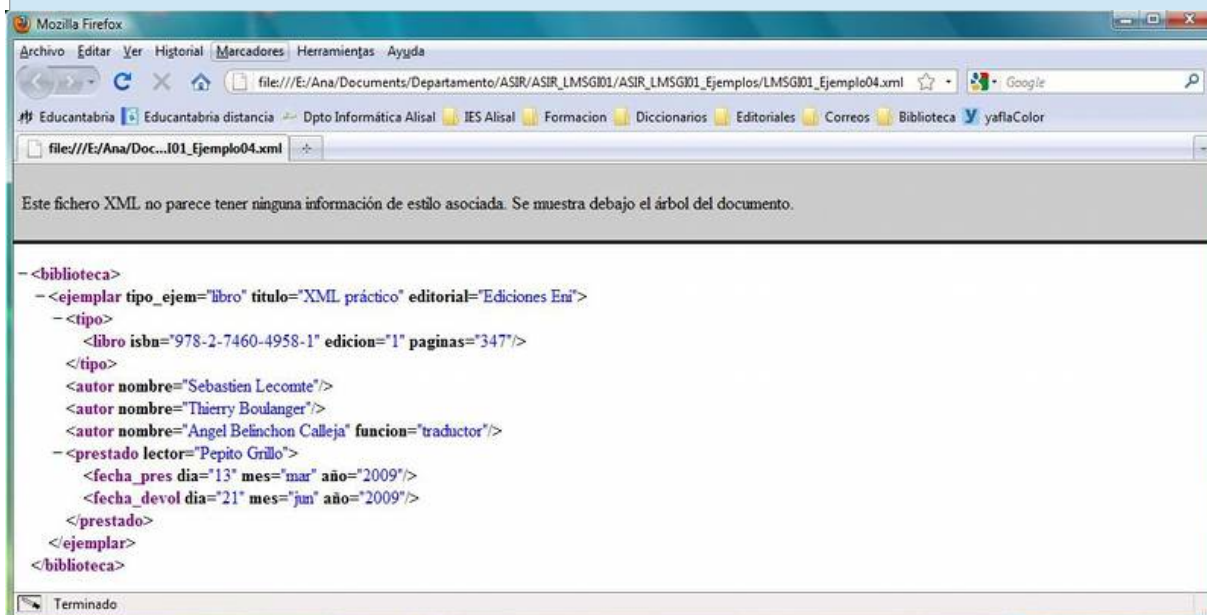 Mozilla Firefox
Archivo Editar Ver Historial Marcadores Herramientas Ayuda
file:///E:/Ana/Documents/Departamento/ASIR/ASIR_LMSGI01/ASIR_LMSGI01_Ejemplos/LMSGI01_Ejemplo04.xml Google
Educantabria Educantabria distancia Dpto Informática Alisal IES Alisal Formacion Diccionarios Editoriales Correos Biblioteca yaflaColor
file:///E:/Ana/Doc...I01_Ejemplo04.xml
Este fichero XML no parece tener ninguna información de estilo asociada. Se muestra debajo el árbol del documento.
−<biblioteca>
−<ejemplar tipo_ejem="libro" titulo="XML práctico" editorial="Ediciones Eni">
−<tipo>
<libro isbn="978-2-7460-4958-1" edicion="1" paginas="347"/>
</tipo>
<autor nombre="Sebastien Lecomte"/>
<autor nombre="Thierry Boulanger"/>
<autor nombre="Angel Belinchon Calleja" funcion="traductor"/>
−<prestado lector="Pepito Grillo">
<fecha_pres dia="13" mes="mar" año="2009"/>
<fecha_devol dia="21" mes="jun" año="2009"/>
</prestado>
</ejemplar>
</biblioteca>
Terminado